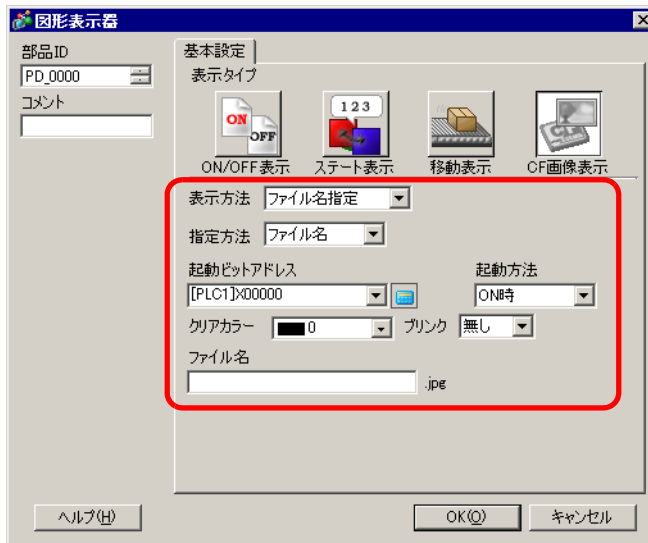 図形表示器
部品ID
PD_0000
コメント
基本設定
表示タイプ
ON OFF
123
ON/OFF表示 ステート表示 移動表示 CF画像表示
表示方法 ファイル名指定
指定方法 ファイル名
起動ビットアドレス 起動方法
[PLC1]X00000 ON時
クリアカラー 0 ブリンク 無し
ファイル名
.jpg
ヘルプ(H) OK(O) キャンセル